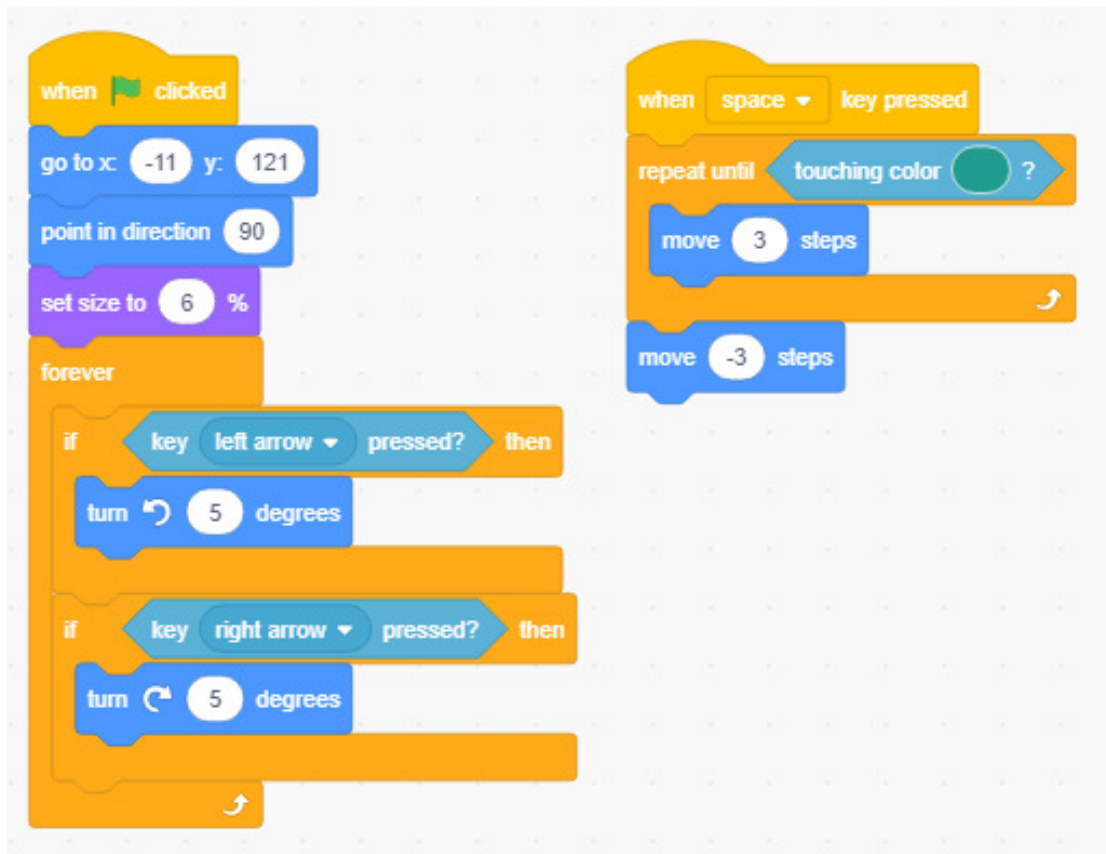 when clicked
go to x: -11 y: 121
point in direction 90
set size to 6 %
forever
if key left arrow pressed? then
turn 5 degrees
if key right arrow pressed? then
turn 5 degrees
when space key pressed
repeat until touching color ?
move 3 steps
move -3 steps